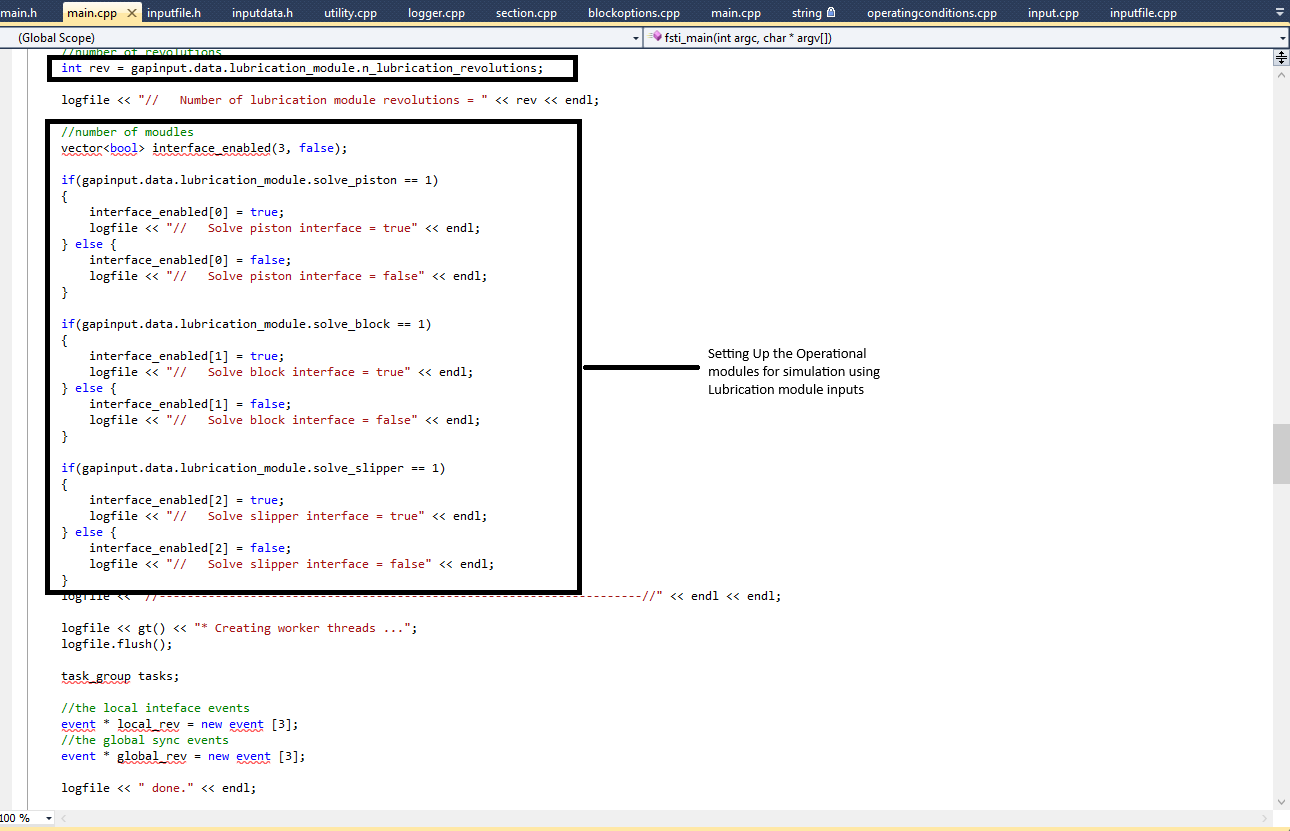 main.h main.cpp inputfile.h inputdata.h utility.cpp logger.cpp section.cpp blockoptions.cpp main.cpp string operatingconditions.cpp input.cpp inputfile.cpp
(Global Scope) fsti_main(int argc, char * argv[])
//number of revolutions
int rev = gapinput.data.lubrication_module.n_lubrication_revolutions;
logfile << "//   Number of lubrication module revolutions = " << rev << endl;
//number of moudles
vector<bool> interface_enabled(3, false);
if(gapinput.data.lubrication_module.solve_piston == 1)
{
    interface_enabled[0] = true;
    logfile << "//   Solve piston interface = true" << endl;
} else {
    interface_enabled[0] = false;
    logfile << "//   Solve piston interface = false" << endl;
}
if(gapinput.data.lubrication_module.solve_block == 1)
{
    interface_enabled[1] = true;
    logfile << "//   Solve block interface = true" << endl;
} else {
    interface_enabled[1] = false;
    logfile << "//   Solve block interface = false" << endl;
}
Setting Up the Operational
modules for simulation using
Lubrication module inputs
if(gapinput.data.lubrication_module.solve_slipper == 1)
{
    interface_enabled[2] = true;
    logfile << "//   Solve slipper interface = true" << endl;
} else {
    interface_enabled[2] = false;
    logfile << "//   Solve slipper interface = false" << endl;
}
logfile << "//---------------------------------------------------------------------//" << endl << endl;
logfile << gt() << "* Creating worker threads ...";
logfile.flush();
task_group tasks;
//the local inteface events
event * local_rev = new event [3];
//the global sync events
event * global_rev = new event [3];
logfile << " done." << endl;
100 %